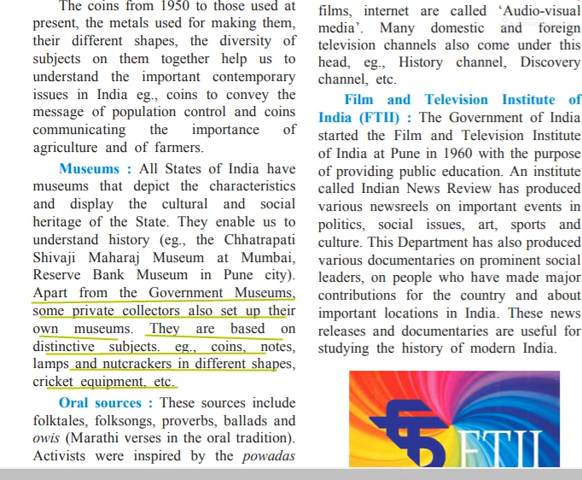 The coins from 1950 to those used at
present, the metals used for making them,
their different shapes, the diversity of
subjects on them together help us to
understand the important contemporary
issues in India eg., coins to convey the
message of population control and coins
communicating the importance of
agriculture and of farmers.
Museums : All States of India have
museums that depict the characteristics
and display the cultural and social
heritage of the State. They enable us to
understand history (eg., the Chhatrapati
Shivaji Maharaj Museum at Mumbai,
Reserve Bank Museum in Pune city).
Apart from the Government Museums,
some private collectors also set up their
own museums. They are based on
distinctive subjects. eg., coins, notes,
lamps and nutcrackers in different shapes,
cricket equipment, etc.
Oral sources : These sources include
folktales, folksongs, proverbs, ballads and
owis (Marathi verses in the oral tradition).
Activists were inspired by the powadas
films, internet are called ‘Audio-visual
media’. Many domestic and foreign
television channels also come under this
head, eg., History channel, Discovery
channel, etc.
Film and Television Institute of
India (FTII) : The Government of India
started the Film and Television Institute
of India at Pune in 1960 with the purpose
of providing public education. An institute
called Indian News Review has produced
various newsreels on important events in
politics, social issues, art, sports and
culture. This Department has also produced
various documentaries on prominent social
leaders, on people who have made major
contributions for the country and about
important locations in India. These news
releases and documentaries are useful for
studying the history of modern India.
FTII